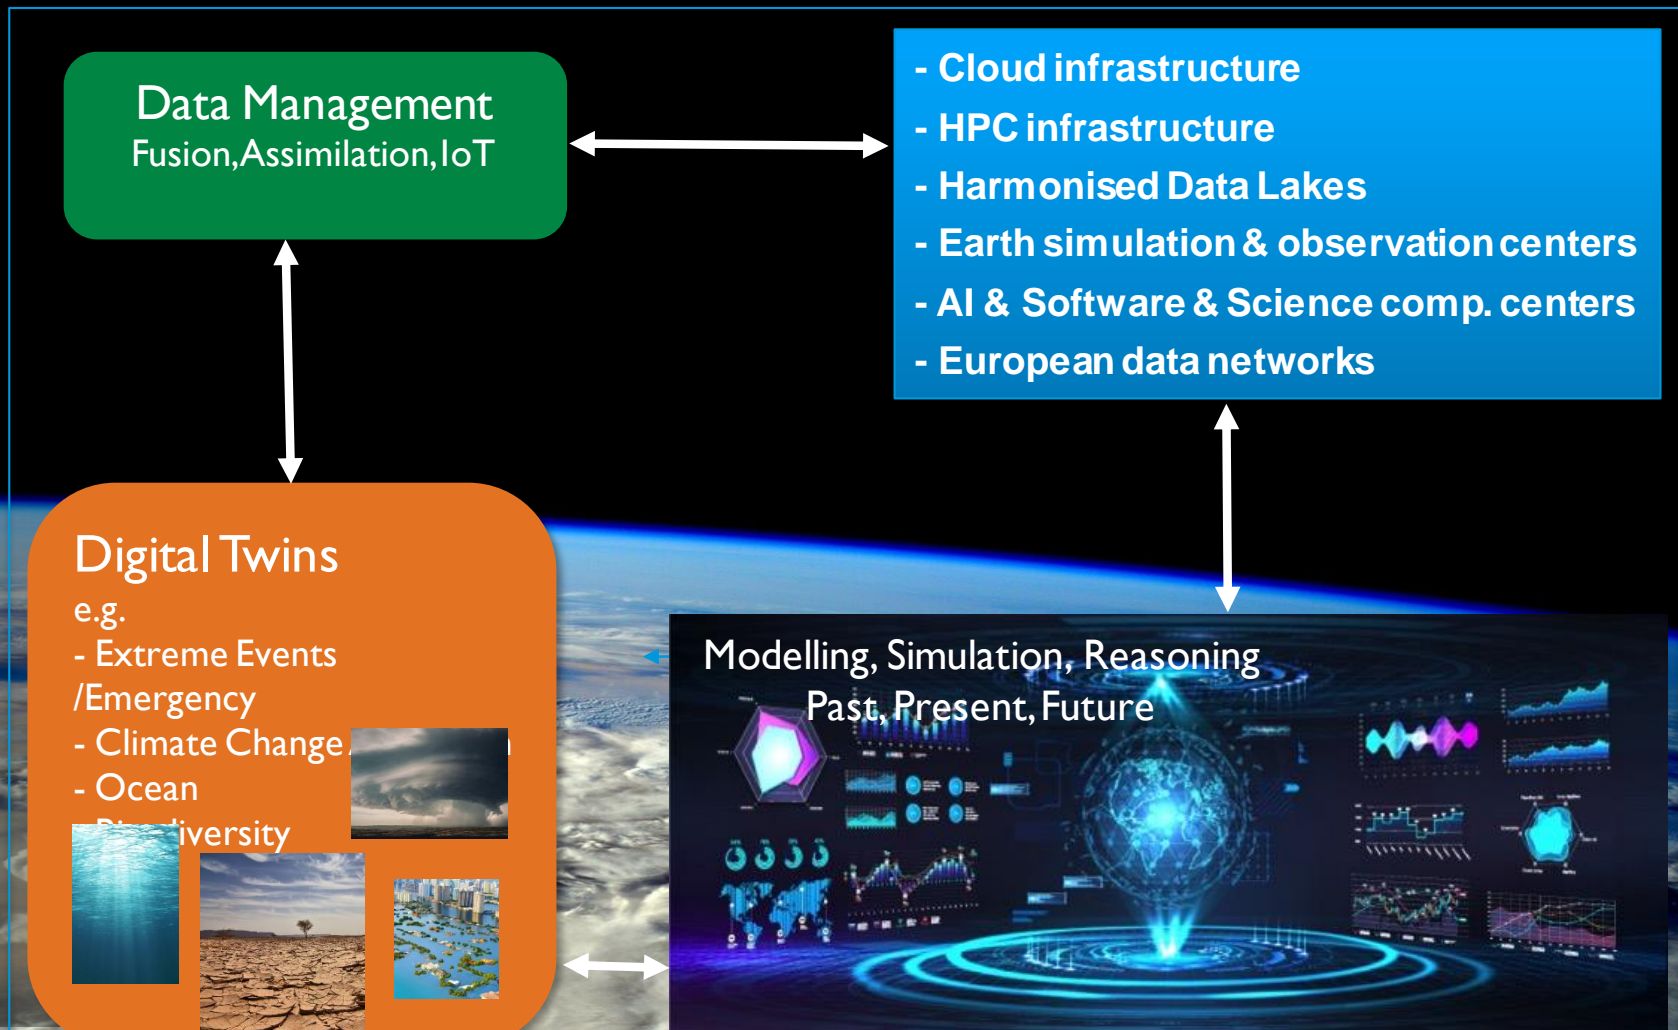 Data Management
Fusion, Assimilation, IoT
- Cloud infrastructure
- HPC infrastructure
- Harmonised Data Lakes
- Earth simulation & observation centers
- AI & Software & Science comp. centers
- European data networks
Digital Twins
e.g.
- Extreme Events
/Emergency
- Climate Change
- Ocean
Modelling, Simulation, Reasoning
Past, Present, Future